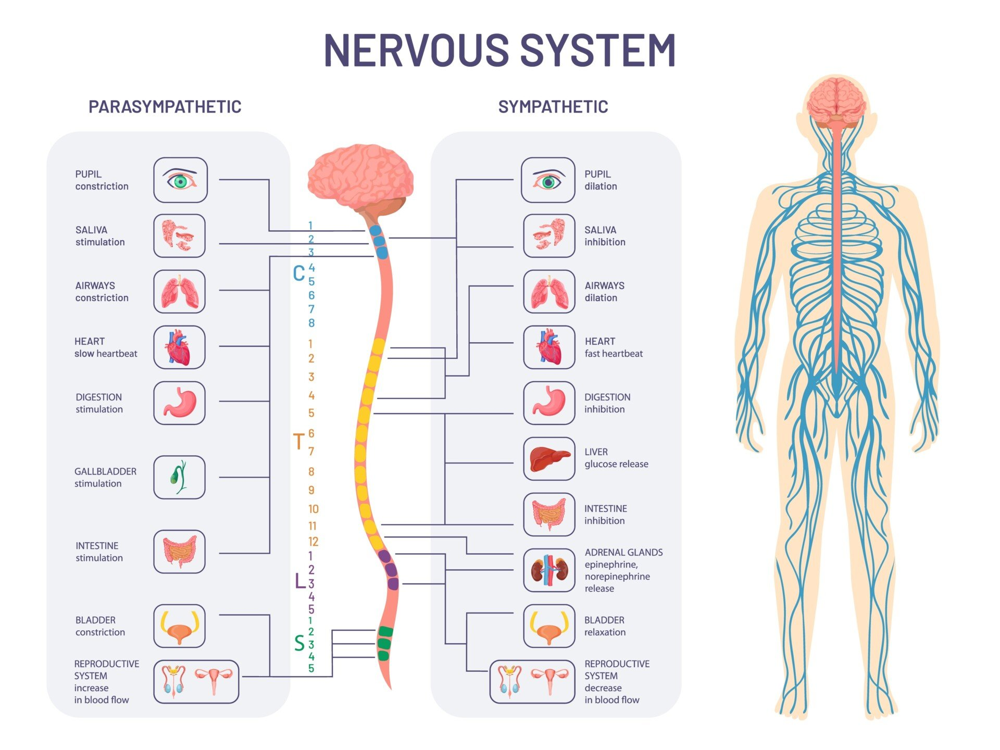 NERVOUS SYSTEM
PARASYMPATHETIC
PUPIL
constriction
SALIVA
stimulation
AIRWAYS
constriction
HEART
slow heartbeat
DIGESTION
stimulation
GALLBLADDER
stimulation
INTESTINE
stimulation
BLADDER
constriction
REPRODUCTIVE
SYSTEM
increase
in blood flow
C
1
2
3
4
5
6
7
8
T
1
2
3
4
5
6
7
8
9
10
11
12
L
1
2
3
4
5
S
1
2
3
4
5
SYMPATHETIC
PUPIL
dilation
SALIVA
inhibition
AIRWAYS
dilation
HEART
fast heartbeat
DIGESTION
inhibition
LIVER
glucose release
INTESTINE
inhibition
ADRENAL GLANDS
epinephrine,
norepinephrine
release
BLADDER
relaxation
REPRODUCTIVE
SYSTEM
decrease
in blood flow